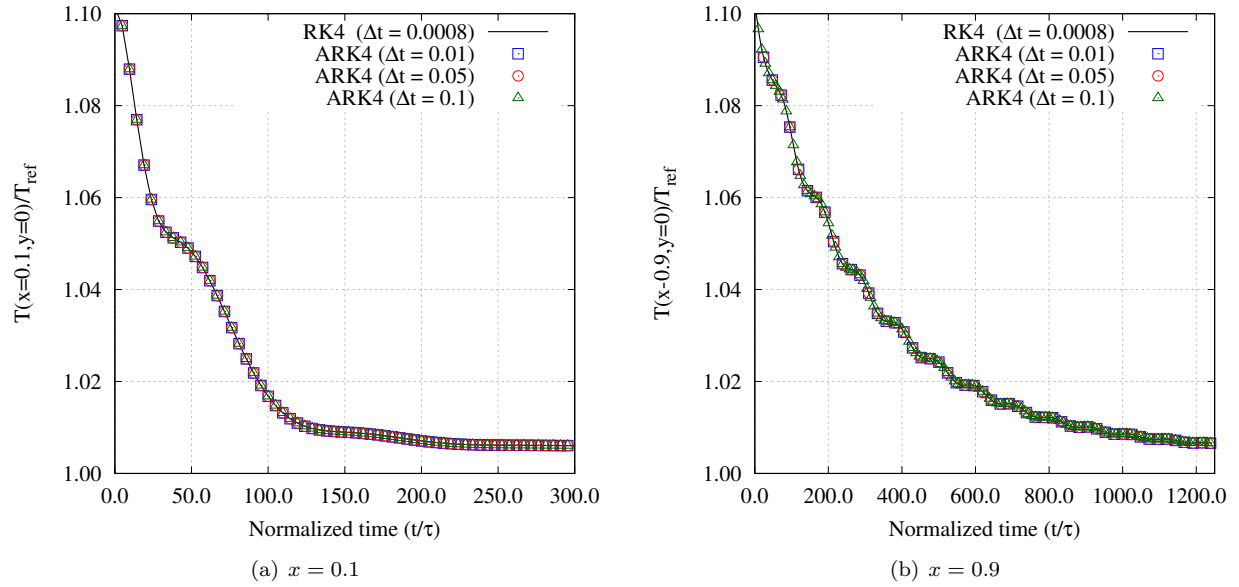 1.10
1.08
1.06
1.04
1.02
1.00
T(x=0.1,y=0)/T_ref
RK4 (Δt = 0.0008)
ARK4 (Δt = 0.01)
ARK4 (Δt = 0.05)
ARK4 (Δt = 0.1)
0.0 50.0 100.0 150.0 200.0 250.0 300.0
Normalized time (t/τ)
(a) x = 0.1
1.10
1.08
1.06
1.04
1.02
1.00
T(x-0.9,y=0)/T_ref
RK4 (Δt = 0.0008)
ARK4 (Δt = 0.01)
ARK4 (Δt = 0.05)
ARK4 (Δt = 0.1)
0.0 200.0 400.0 600.0 800.0 1000.0 1200.0
Normalized time (t/τ)
(b) x = 0.9